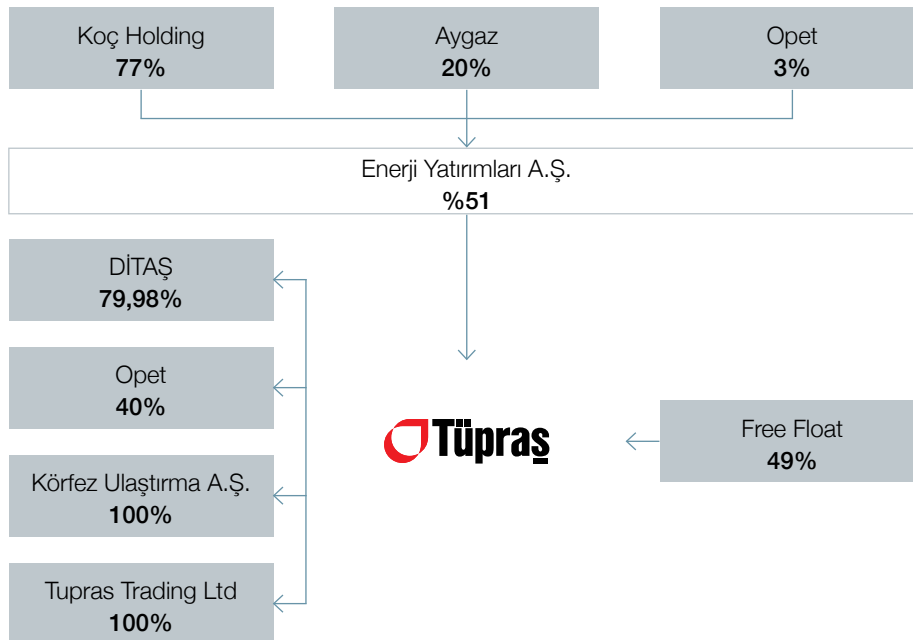 Koç Holding
77%
Aygaz
20%
Opet
3%
Enerji Yatırımları A.Ş.
%51
DİTAŞ
79,98%
Opet
40%
Körfez Ulaştırma A.Ş.
100%
Tupras Trading Ltd
100%
Tüpraş
Free Float
49%